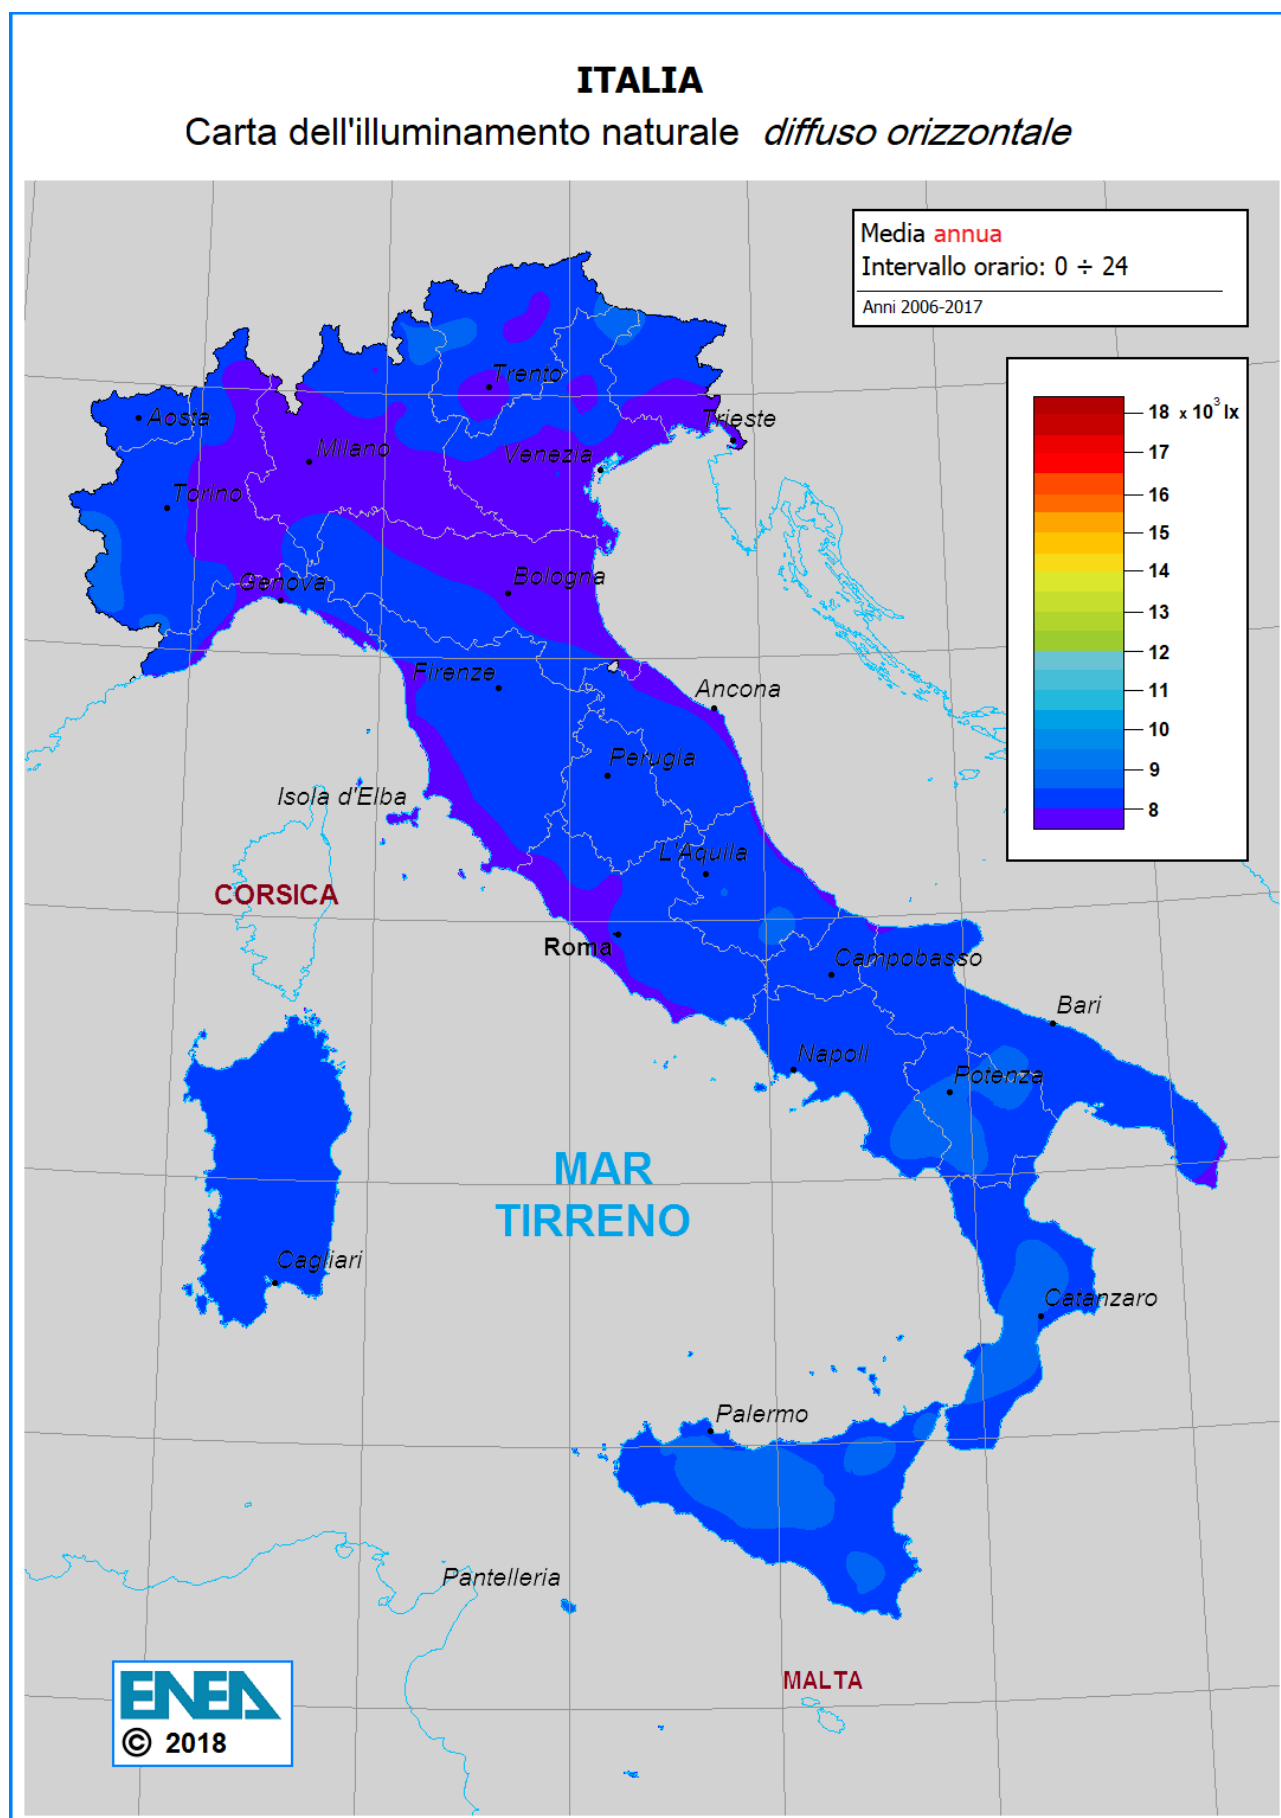 ITALIA
Carta dell'illuminamento naturale diffuso orizzontale
Media annua
Intervallo orario: 0 ÷ 24
Anni 2006-2017
18 x 10³ lx
17
16
15
14
13
12
11
10
9
8
Trento
Aosta
Trieste
Milano
Venezia
Torino
Genova
Bologna
Firenze
Ancona
Perugia
Isola d'Elba
L'Aquila
CORSICA
Roma
Campobasso
Bari
Napoli
Potenza
MAR
TIRRENO
Cagliari
Catanzaro
Palermo
Pantelleria
MALTA
ENEA
© 2018